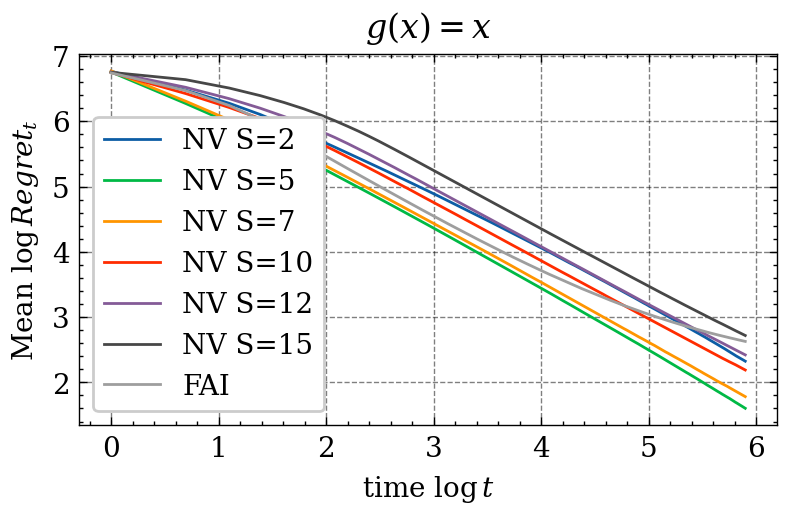 g(x) = x
Mean log Regret_t
7
6
5
4
3
2
NV S=2
NV S=5
NV S=7
NV S=10
NV S=12
NV S=15
FAI
0 1 2 3 4 5 6
time log t